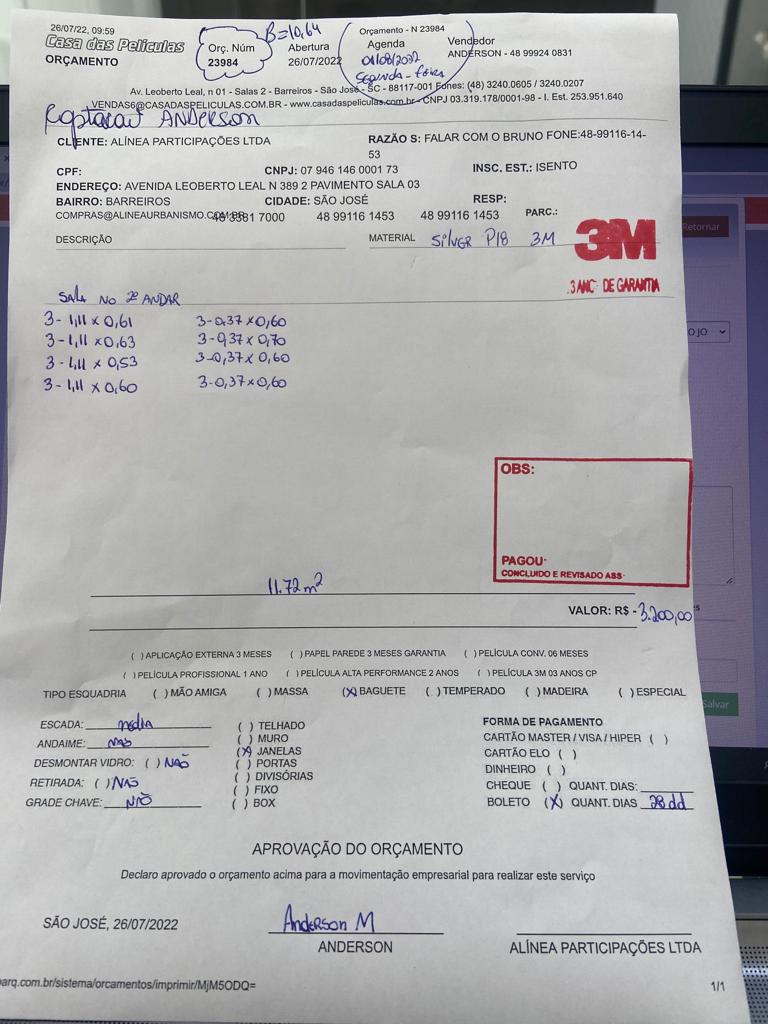 26/07/22, 09:59
Orçamento - N 23984
Casa das Películas
ORÇAMENTO
Orç. Núm
23984
B=10,64
Abertura
26/07/2022
Agenda
01/08/2022
Segunda-feira
Vendedor
ANDERSON - 48 99924 0831
Av. Leoberto Leal, n 01 - Salas 2 - Barreiros - São José - SC - 88117-001 Fones: (48) 3240.0605 / 3240.0207
VENDAS6@CASADASPELICULAS.COM.BR - www.casadaspeliculas.com.br - CNPJ 03.319.178/0001-98 - I. Est. 253.951.640
ANDERSON
CLIENTE: ALÍNEA PARTICIPAÇÕES LTDA
RAZÃO S: FALAR COM O BRUNO FONE:48-99116-14-
53
CPF:
CNPJ: 07 946 146 0001 73
INSC. EST.: ISENTO
ENDEREÇO: AVENIDA LEOBERTO LEAL N 389 2 PAVIMENTO SALA 03
BAIRRO: BARREIROS
CIDADE: SÃO JOSÉ
RESP:
COMPRAS@ALINEAURBANISMO.COM.BR
48 3381 7000
48 99116 1453
48 99116 1453
PARC.:
DESCRIÇÃO
MATERIAL Silver P18 3M
3M
3 ANOS DE GARANTIA
Retornar
SALA NO 2º ANDAR
3- 1,11 x 0,61 3-0,37x0,60
3- 1,11 x 0,63 3-0,37x0,70
3- 1,11 x 0,53 3-0,37x0,60
3- 1,11 x 0,60 3-0,37x0,60
OBS:
PAGOU:
CONCLUIDO E REVISADO ASS:
11.72 m²
VALOR: R$ - 3.200,00
( )APLICAÇÃO EXTERNA 3 MESES ( )PAPEL PAREDE 3 MESES GARANTIA ( )PELÍCULA CONV. 06 MESES
( )PELÍCULA PROFISSIONAL 1 ANO ( )PELÍCULA ALTA PERFORMANCE 2 ANOS ( )PELÍCULA 3M 03 ANOS CP
TIPO ESQUADRIA ( )MÃO AMIGA ( )MASSA (X)BAGUETE ( )TEMPERADO ( )MADEIRA ( )ESPECIAL
Salvar
ESCADA: média
ANDAIME: NÃO
DESMONTAR VIDRO: ( ) NÃO
RETIRADA: ( ) NÃO
GRADE CHAVE: NÃO
( ) TELHADO
( ) MURO
(X) JANELAS
( ) PORTAS
( ) DIVISÓRIAS
( ) FIXO
( ) BOX
FORMA DE PAGAMENTO
CARTÃO MASTER / VISA / HIPER ( )
CARTÃO ELO ( )
DINHEIRO ( )
CHEQUE ( ) QUANT. DIAS:
BOLETO (X) QUANT. DIAS 28 dd
APROVAÇÃO DO ORÇAMENTO
Declaro aprovado o orçamento acima para a movimentação empresarial para realizar este serviço
SÃO JOSÉ, 26/07/2022
Anderson M
ANDERSON
ALÍNEA PARTICIPAÇÕES LTDA
arq.com.br/sistema/orcamentos/imprimir/MjM5ODQ=
1/1